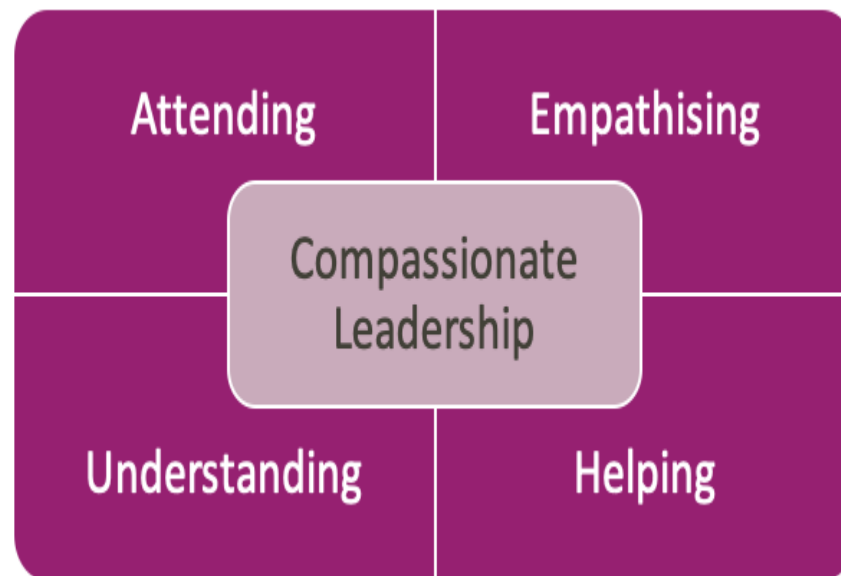 Attending
Empathising
Compassionate
Leadership
Understanding
Helping